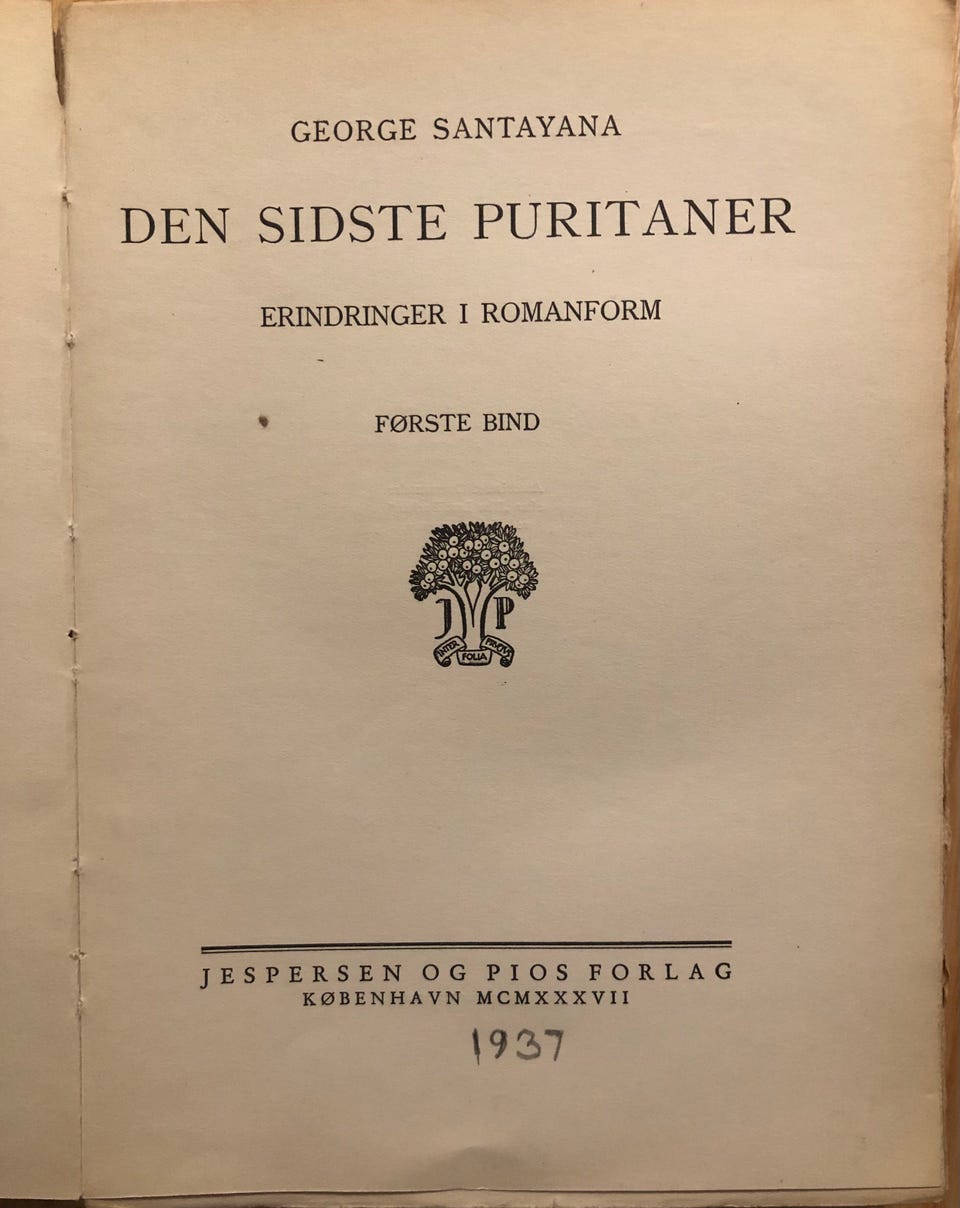 GEORGE SANTAYANA
DEN SIDSTE PURITANER
ERINDRINGER I ROMANFORM
FØRSTE BIND
J P
INTER FOLIA FRUCTUS
JESPERSEN OG PIOS FORLAG
KØBENHAVN MCMXXXVII
1937